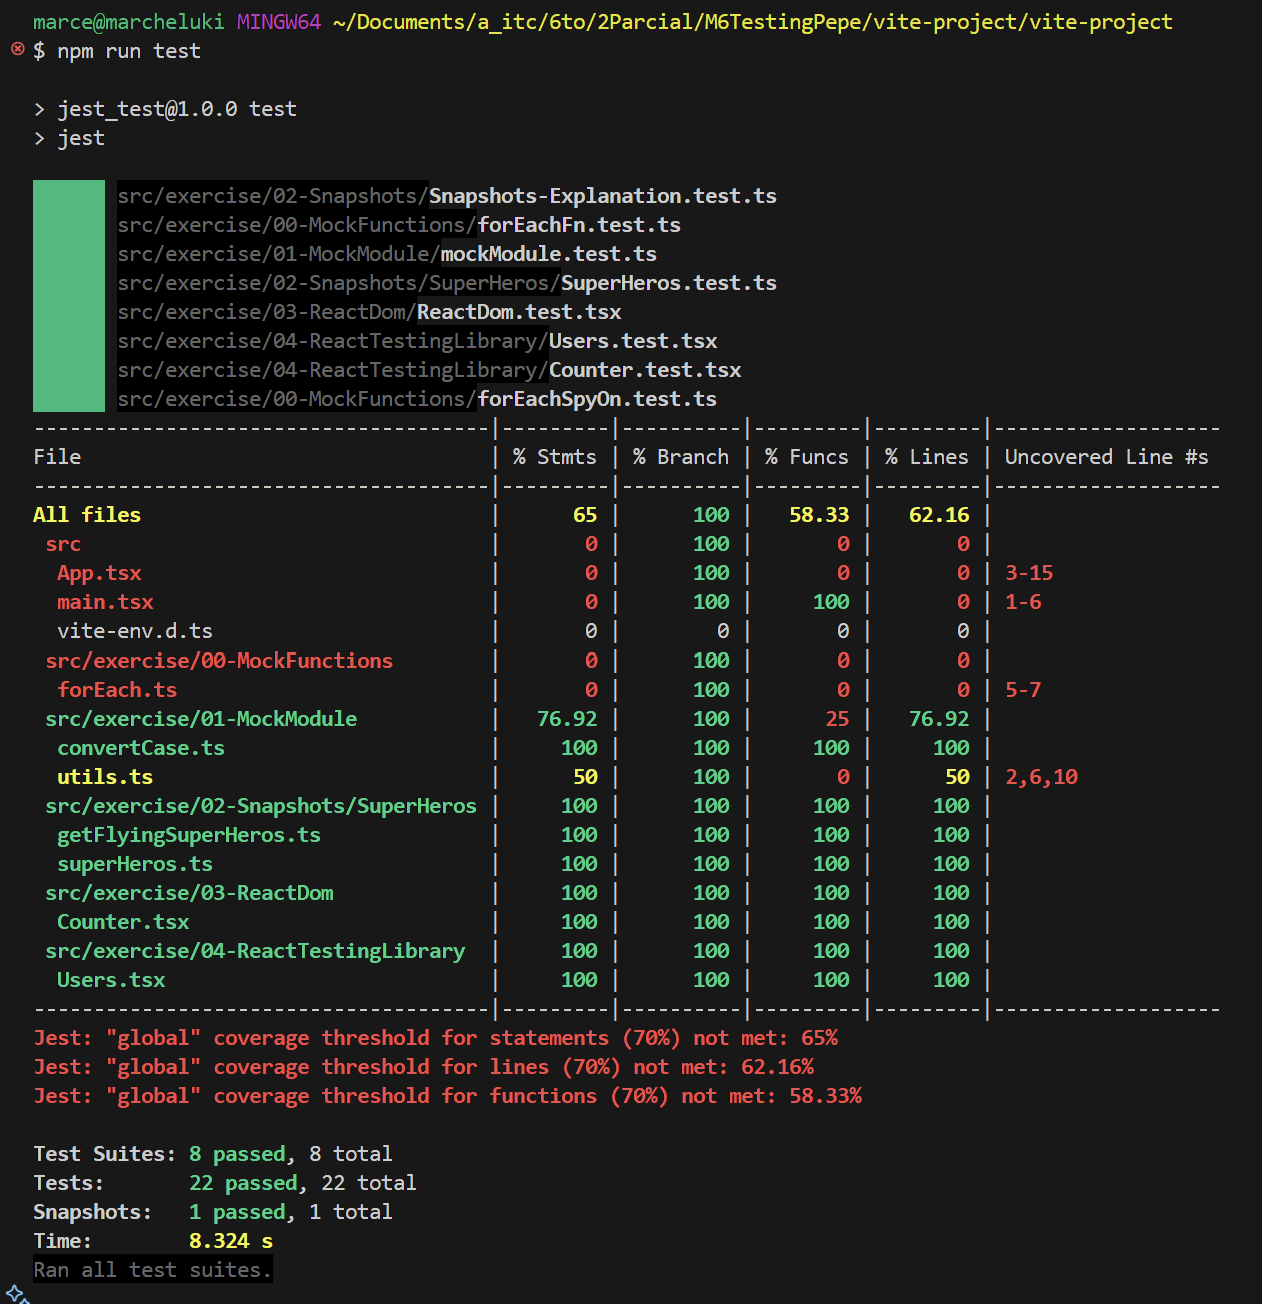 marce@marcheluki MINGW64 ~/Documents/a_itc/6to/2Parcial/M6TestingPepe/vite-project/vite-project
$ npm run test
> jest_test@1.0.0 test
> jest
src/exercise/02-Snapshots/Snapshots-Explanation.test.ts
src/exercise/00-MockFunctions/forEachFn.test.ts
src/exercise/01-MockModule/mockModule.test.ts
src/exercise/02-Snapshots/SuperHeros/SuperHeros.test.ts
src/exercise/03-ReactDom/ReactDom.test.tsx
src/exercise/04-ReactTestingLibrary/Users.test.tsx
src/exercise/04-ReactTestingLibrary/Counter.test.tsx
src/exercise/00-MockFunctions/forEachSpyOn.test.ts
--------------------------------------|---------|----------|---------|---------|-------------------
File                                  | % Stmts | % Branch | % Funcs | % Lines | Uncovered Line #s
--------------------------------------|---------|----------|---------|---------|-------------------
All files                             |      65 |      100 |   58.33 |   62.16 |
 src                                  |       0 |      100 |       0 |       0 |
  App.tsx                             |       0 |      100 |       0 |       0 | 3-15
  main.tsx                            |       0 |      100 |     100 |       0 | 1-6
  vite-env.d.ts                       |       0 |        0 |       0 |       0 |
 src/exercise/00-MockFunctions        |       0 |      100 |       0 |       0 |
  forEach.ts                          |       0 |      100 |       0 |       0 | 5-7
 src/exercise/01-MockModule           |   76.92 |      100 |      25 |   76.92 |
  convertCase.ts                      |     100 |      100 |     100 |     100 |
  utils.ts                            |      50 |      100 |       0 |      50 | 2,6,10
 src/exercise/02-Snapshots/SuperHeros |     100 |      100 |     100 |     100 |
  getFlyingSuperHeros.ts              |     100 |      100 |     100 |     100 |
  superHeros.ts                       |     100 |      100 |     100 |     100 |
 src/exercise/03-ReactDom             |     100 |      100 |     100 |     100 |
  Counter.tsx                         |     100 |      100 |     100 |     100 |
 src/exercise/04-ReactTestingLibrary  |     100 |      100 |     100 |     100 |
  Users.tsx                           |     100 |      100 |     100 |     100 |
--------------------------------------|---------|----------|---------|---------|-------------------
Jest: "global" coverage threshold for statements (70%) not met: 65%
Jest: "global" coverage threshold for lines (70%) not met: 62.16%
Jest: "global" coverage threshold for functions (70%) not met: 58.33%
Test Suites: 8 passed, 8 total
Tests:       22 passed, 22 total
Snapshots:   1 passed, 1 total
Time:        8.324 s
Ran all test suites.